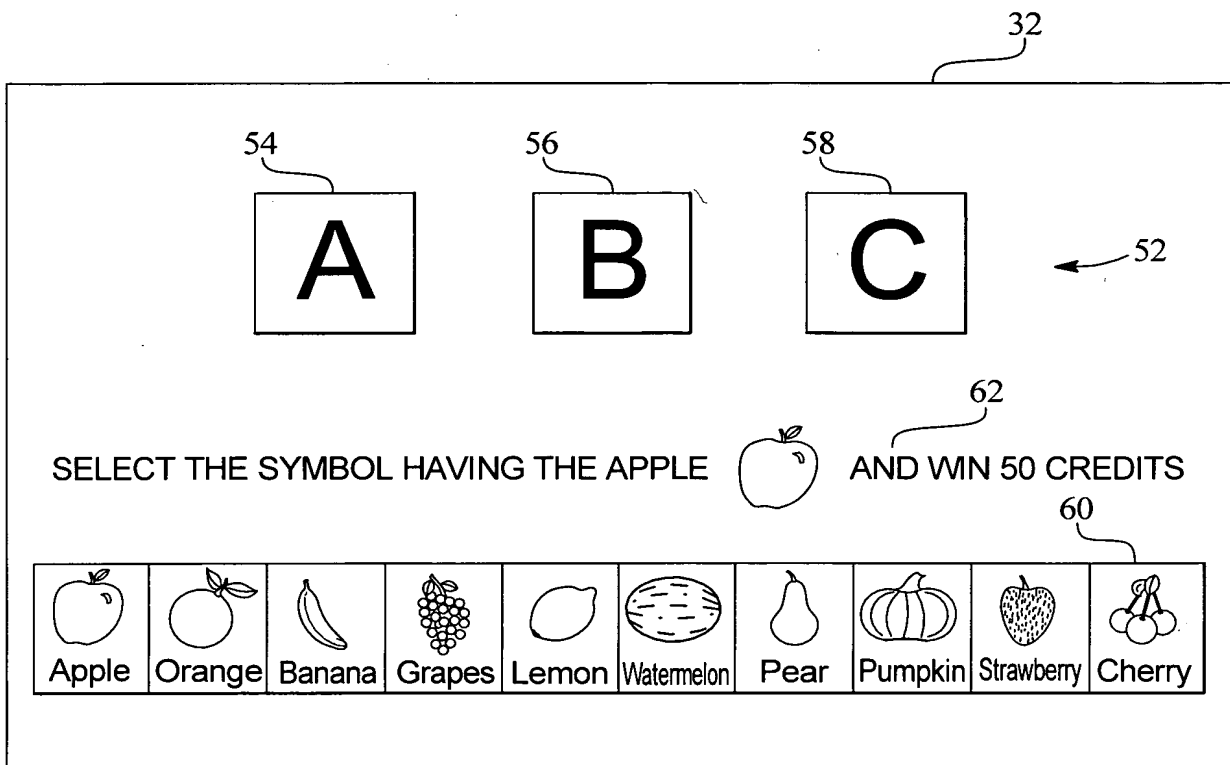 32
54 56 58
A B C
52
62
SELECT THE SYMBOL HAVING THE APPLE AND WIN 50 CREDITS
60
Apple Orange Banana Grapes Lemon Watermelon Pear Pumpkin Strawberry Cherry